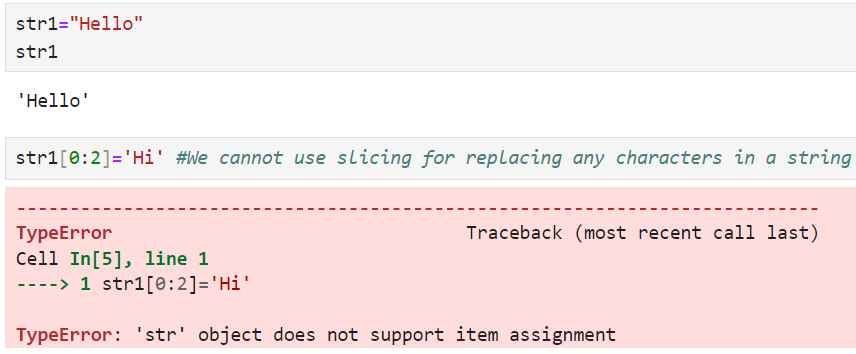 str1="Hello"
str1
'Hello'
str1[0:2]='Hi' #We cannot use slicing for replacing any characters in a string
---------------------------------------------------------------------------
TypeError                                 Traceback (most recent call last)
Cell In[5], line 1
----> 1 str1[0:2]='Hi'
TypeError: 'str' object does not support item assignment